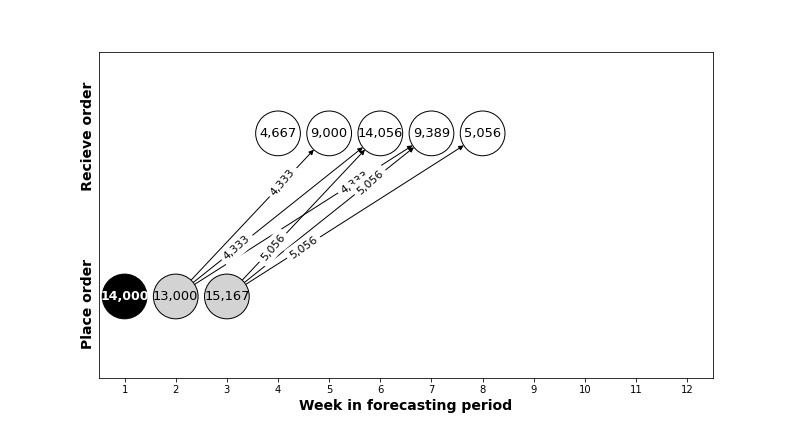 Recieve order
4,667 9,000 14,056 9,389 5,056
4,333
4,333
5,056
4,333
5,056
5,056
Place order
14,000 13,000 15,167
1 2 3 4 5 6 7 8 9 10 11 12
Week in forecasting period